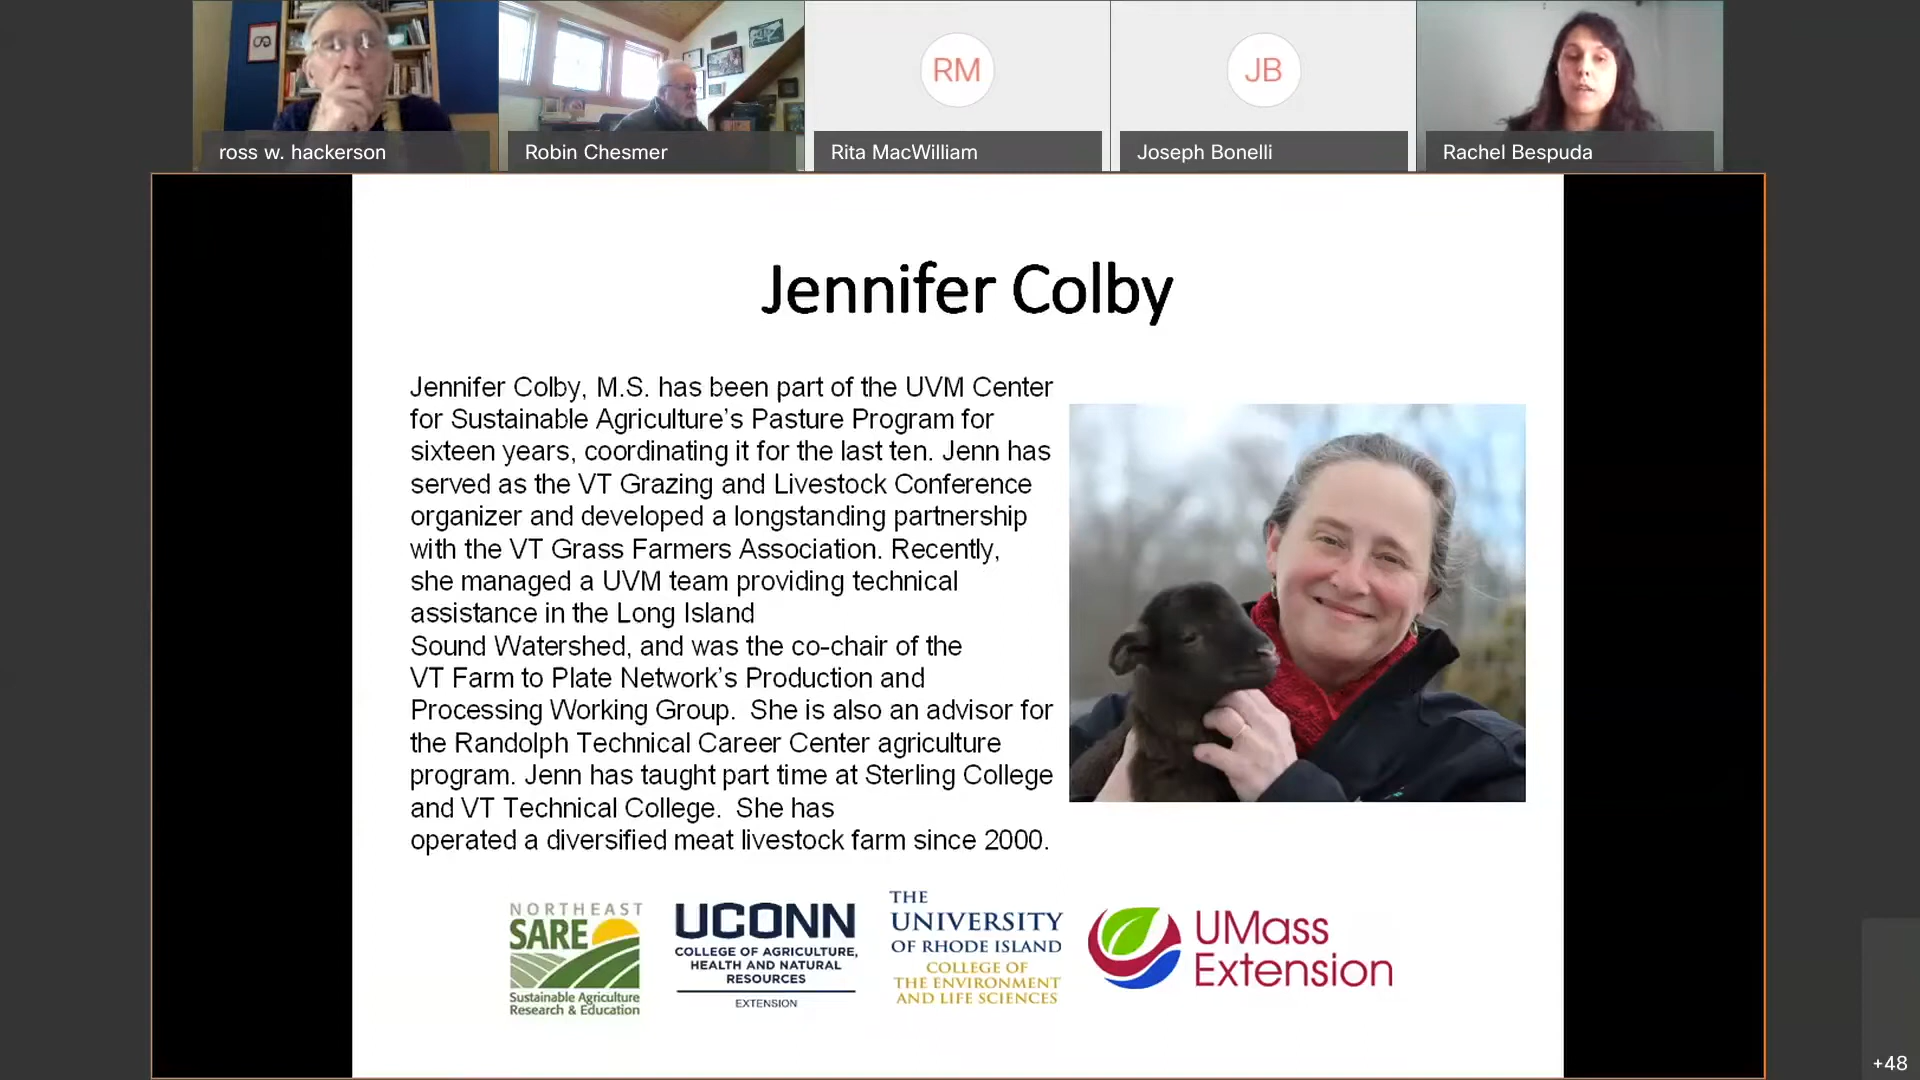 RM
JB
ross w. hackerson
Robin Chesmer
Rita MacWilliam
Joseph Bonelli
Rachel Bespuda
Jennifer Colby
Jennifer Colby, M.S. has been part of the UVM Center
for Sustainable Agriculture’s Pasture Program for
sixteen years, coordinating it for the last ten. Jenn has
served as the VT Grazing and Livestock Conference
organizer and developed a longstanding partnership
with the VT Grass Farmers Association. Recently,
she managed a UVM team providing technical
assistance in the Long Island
Sound Watershed, and was the co-chair of the
VT Farm to Plate Network’s Production and
Processing Working Group.  She is also an advisor for
the Randolph Technical Career Center agriculture
program. Jenn has taught part time at Sterling College
and VT Technical College.  She has
operated a diversified meat livestock farm since 2000.
NORTHEAST
SARE
Sustainable Agriculture
Research & Education
UCONN
COLLEGE OF AGRICULTURE,
HEALTH AND NATURAL
RESOURCES
EXTENSION
THE
UNIVERSITY
OF RHODE ISLAND
COLLEGE OF
THE ENVIRONMENT
AND LIFE SCIENCES
UMass
Extension
+48